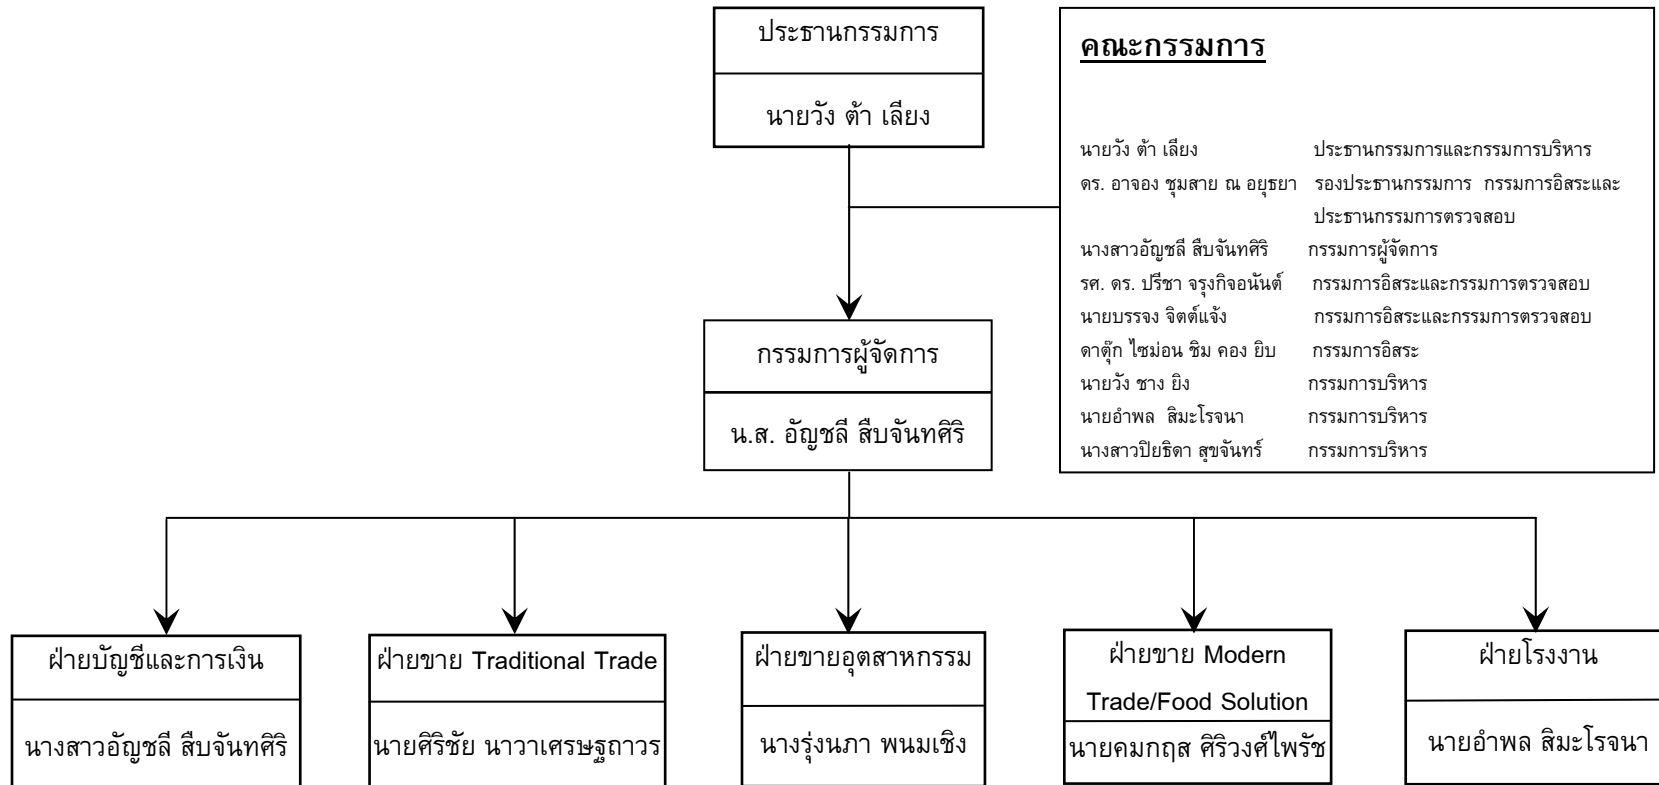 ประธานกรรมการ
นายวัง ต้า เลียง
คณะกรรมการ
นายวัง ต้า เลียง ประธานกรรมการและกรรมการบริหาร
ดร. อาจอง ชุมสาย ณ อยุธยา รองประธานกรรมการ กรรมการอิสระและ
ประธานกรรมการตรวจสอบ
นางสาวอัญชลี สืบจันทศิริ กรรมการผู้จัดการ
รศ. ดร. ปรีชา จรุงกิจอนันต์ กรรมการอิสระและกรรมการตรวจสอบ
นายบรรจง จิตต์แจ้ง กรรมการอิสระและกรรมการตรวจสอบ
ดาตุ๊ก ไซม่อน ชิม คอง ยิบ กรรมการอิสระ
นายวัง ชาง ยิง กรรมการบริหาร
นายอำพล สิมะโรจนา กรรมการบริหาร
นางสาวปิยธิดา สุขจันทร์ กรรมการบริหาร
กรรมการผู้จัดการ
น.ส. อัญชลี สืบจันทศิริ
ฝ่ายบัญชีและการเงิน
นางสาวอัญชลี สืบจันทศิริ
ฝ่ายขาย Traditional Trade
นายศิริชัย นาวาเศรษฐถาวร
ฝ่ายขายอุตสาหกรรม
นางรุ่งนภา พนมเชิง
ฝ่ายขาย Modern
Trade/Food Solution
นายคมกฤส ศิริวงศ์ไพรัช
ฝ่ายโรงงาน
นายอำพล สิมะโรจนา